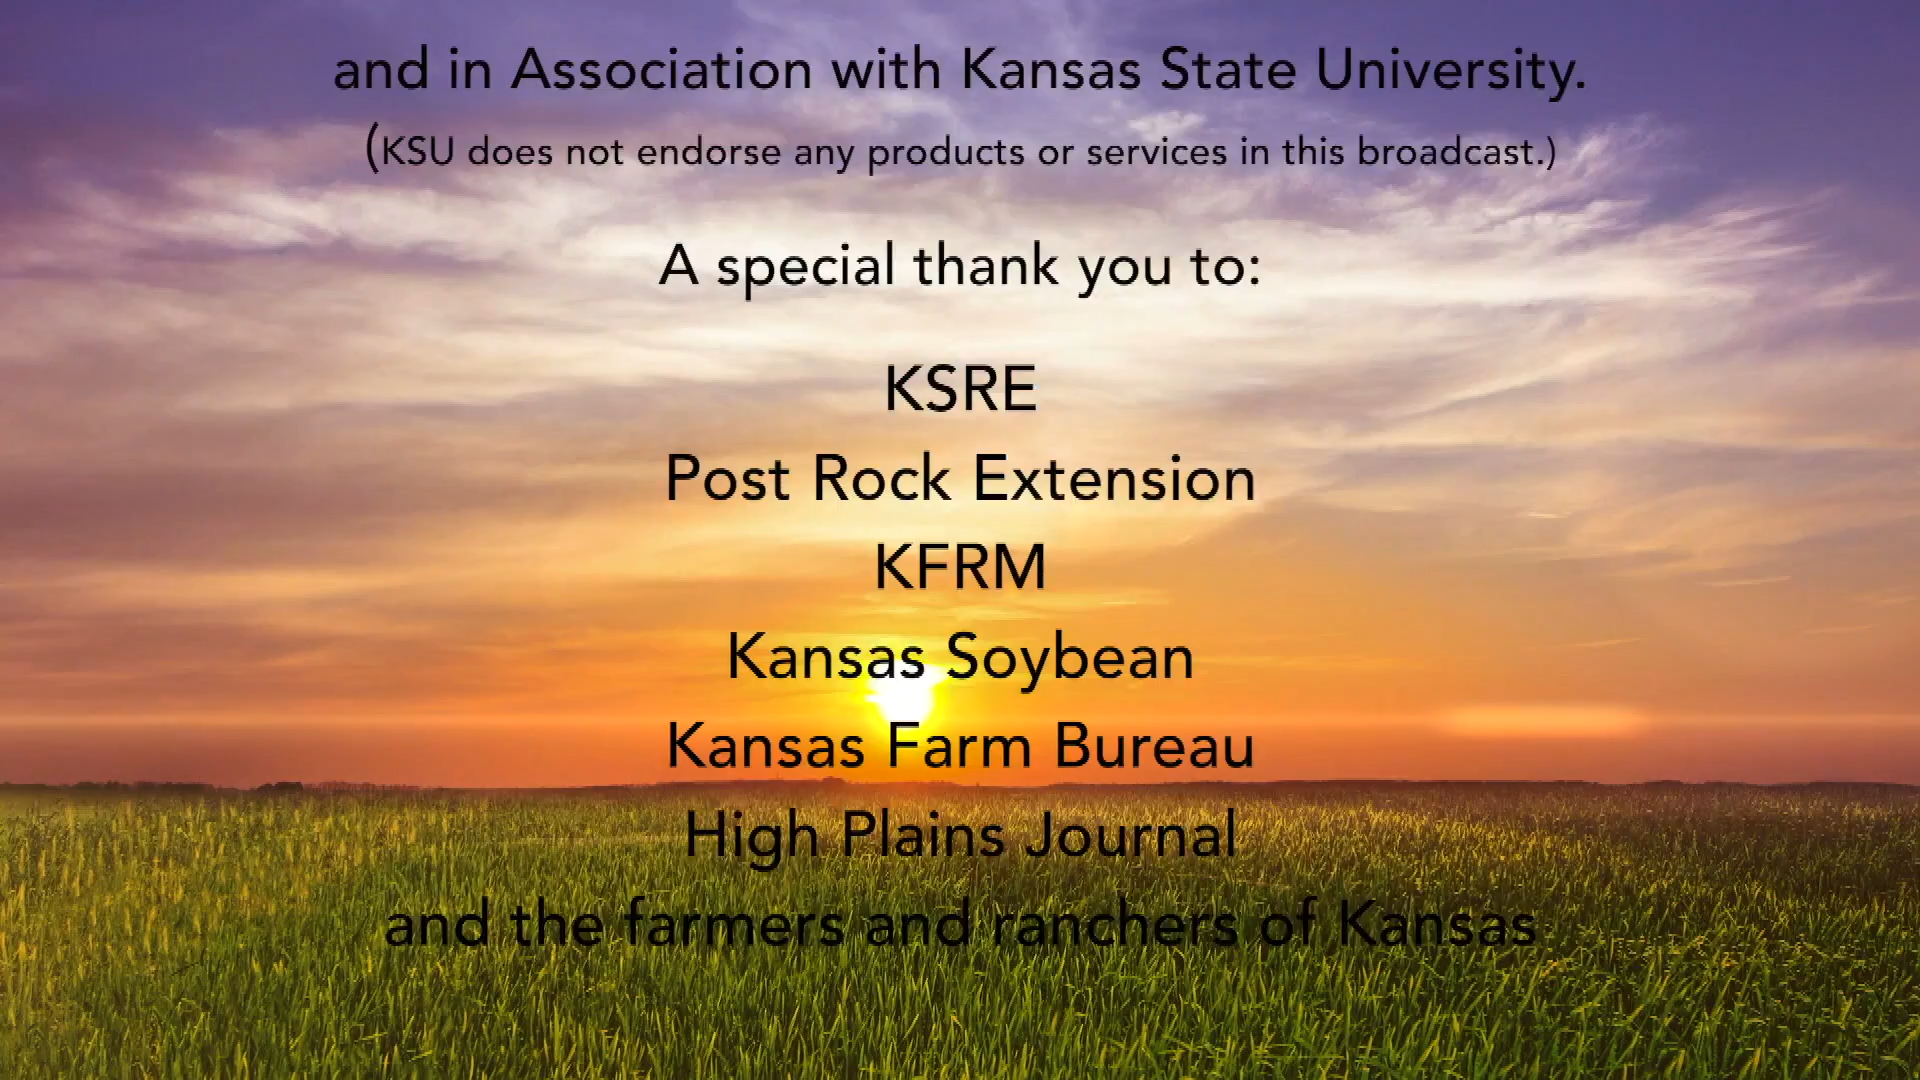 and in Association with Kansas State University.
(KSU does not endorse any products or services in this broadcast.)
A special thank you to:
KSRE
Post Rock Extension
KFRM
Kansas Soybean
Kansas Farm Bureau
High Plains Journal
and the farmers and ranchers of Kansas